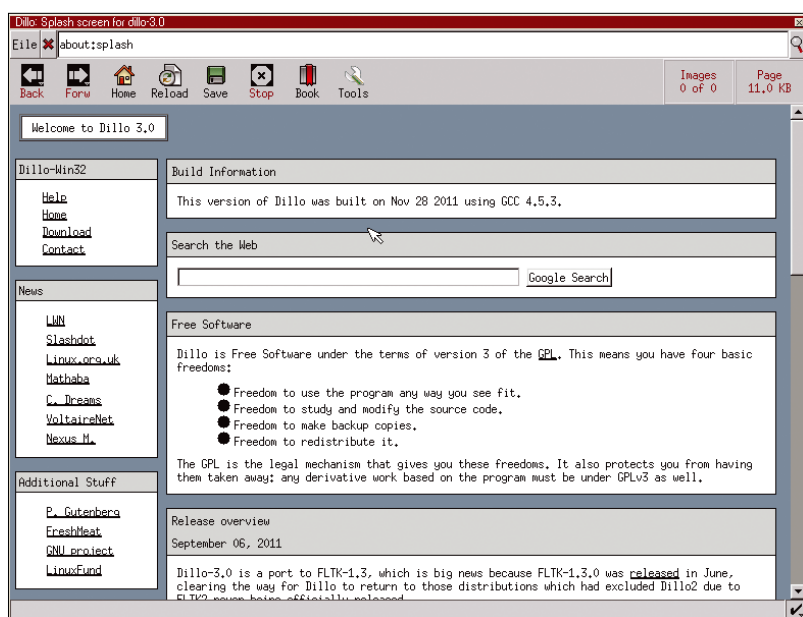 Dillo: Splash screen for dillo-3.0
File about:splash
Back Forw Home Reload Save Stop Book Tools
Images
0 of 0
Page
11.0 KB
Welcome to Dillo 3.0
Dillo-Win32
Help
Home
Download
Contact
News
LWN
Slashdot
Linux.org.uk
Mathaba
C. Dreams
VoltaireNet
Nexus M.
Additional Stuff
P. Gutenberg
FreshMeat
GNU project
LinuxFund
Build Information
This version of Dillo was built on Nov 28 2011 using GCC 4.5.3.
Search the Web
Google Search
Free Software
Dillo is Free Software under the terms of version 3 of the GPL. This means you have four basic
freedoms:
Freedom to use the program any way you see fit.
Freedom to study and modify the source code.
Freedom to make backup copies.
Freedom to redistribute it.
The GPL is the legal mechanism that gives you these freedoms. It also protects you from having
them taken away: any derivative work based on the program must be under GPLv3 as well.
Release overview
September 06, 2011
Dillo-3.0 is a port to FLTK-1.3, which is big news because FLTK-1.3.0 was released in June,
clearing the way for Dillo to return to those distributions which had excluded Dillo2 due to
FLTK2 never being officially released.